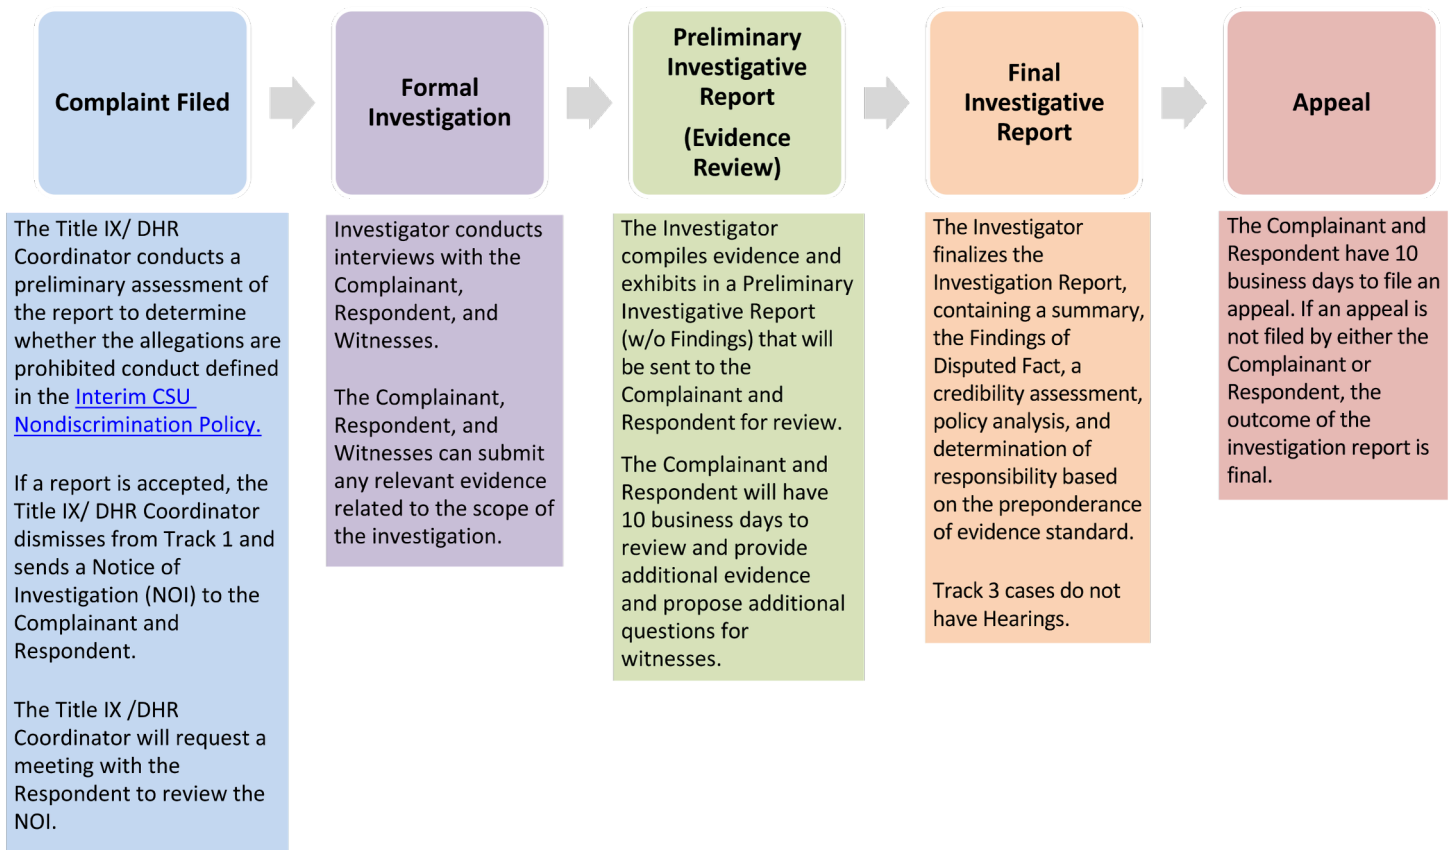 Complaint Filed
Formal
Investigation
Preliminary
Investigative
Report
(Evidence
Review)
Final
Investigative
Report
Appeal
The Title IX/ DHR
Coordinator conducts a
preliminary assessment of
the report to determine
whether the allegations are
prohibited conduct defined
in the Interim CSU
Nondiscrimination Policy.
If a report is accepted, the
Title IX/ DHR Coordinator
dismisses from Track 1 and
sends a Notice of
Investigation (NOI) to the
Complainant and
Respondent.
The Title IX /DHR
Coordinator will request a
meeting with the
Respondent to review the
NOI.
Investigator conducts
interviews with the
Complainant,
Respondent, and
Witnesses.
The Complainant,
Respondent, and
Witnesses can submit
any relevant evidence
related to the scope of
the investigation.
The Investigator
compiles evidence and
exhibits in a Preliminary
Investigative Report
(w/o Findings) that will
be sent to the
Complainant and
Respondent for review.
The Complainant and
Respondent will have
10 business days to
review and provide
additional evidence
and propose additional
questions for
witnesses.
The Investigator
finalizes the
Investigation Report,
containing a summary,
the Findings of
Disputed Fact, a
credibility assessment,
policy analysis, and
determination of
responsibility based
on the preponderance
of evidence standard.
Track 3 cases do not
have Hearings.
The Complainant and
Respondent have 10
business days to file an
appeal. If an appeal is
not filed by either the
Complainant or
Respondent, the
outcome of the
investigation report is
final.